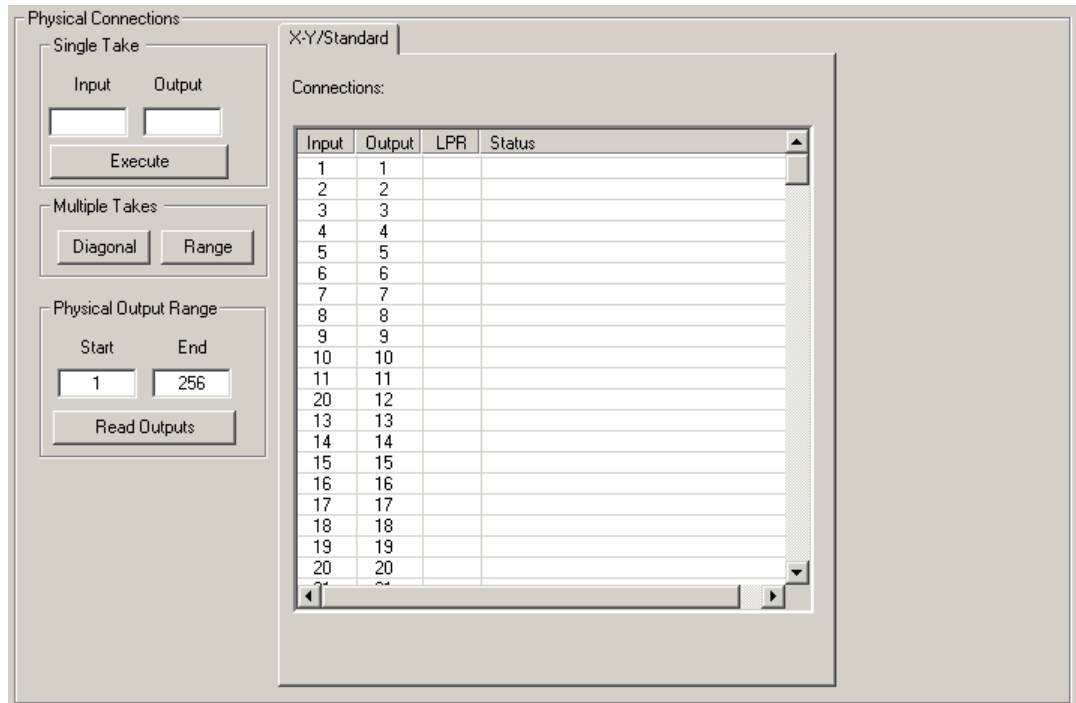 Physical Connections
Single Take
Input Output
Execute
Multiple Takes
Diagonal Range
Physical Output Range
Start End
1 256
Read Outputs
X-Y/Standard
Connections:
Input Output LPR Status
1 1
2 2
3 3
4 4
5 5
6 6
7 7
8 8
9 9
10 10
11 11
20 12
13 13
14 14
15 15
16 16
17 17
18 18
19 19
20 20